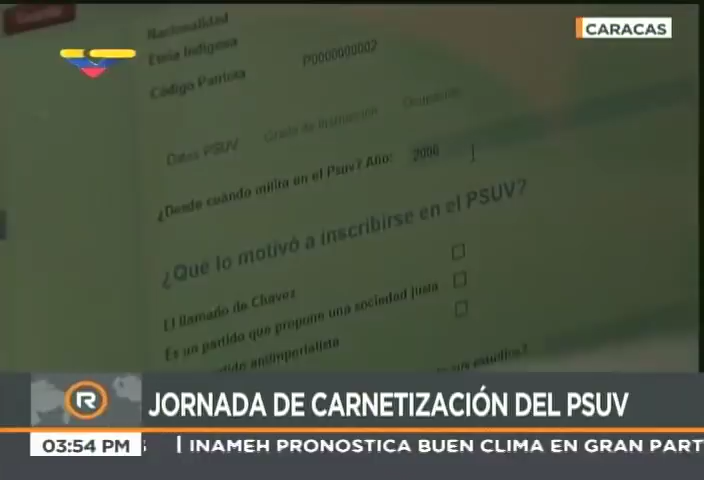 CARACAS
Nacionalidad
Etnia Indígena
Código Patriota
P0000000002
Datos PSUV
Grado de Instrucción
¿Desde cuándo milita en el Psuv? Año:
2006
¿Que lo motivó a inscribirse en el PSUV?
El llamado de Chavez
Es un partido que propone una sociedad justa
antiimperialista
R
JORNADA DE CARNETIZACIÓN DEL PSUV
03:54 PM
| INAMEH PRONOSTICA BUEN CLIMA EN GRAN PART